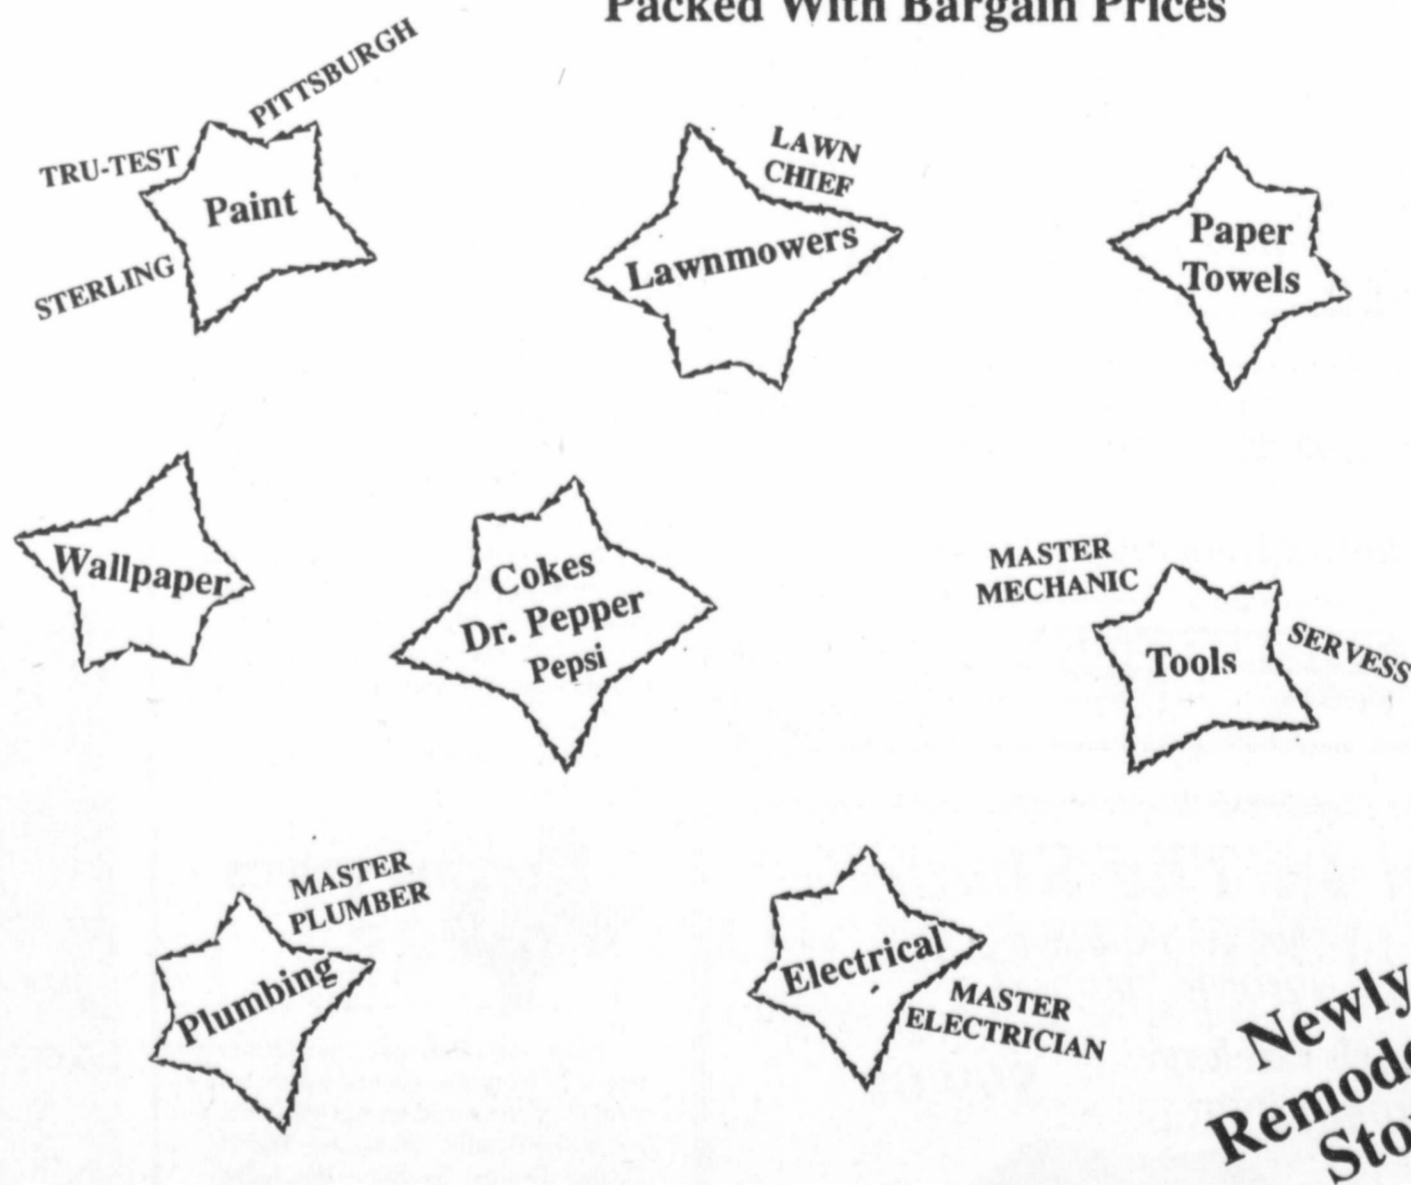 Packed With Bargain Prices
PITTSBURGH
TRU-TEST
Paint
STERLING
LAWN
CHIEF
Lawnmowers
Paper
Towels
Wallpaper
Cokes
Dr. Pepper
Pepsi
MASTER
MECHANIC
SERVESS
Tools
MASTER
PLUMBER
Plumbing
Electrical
MASTER
ELECTRICIAN
Newly